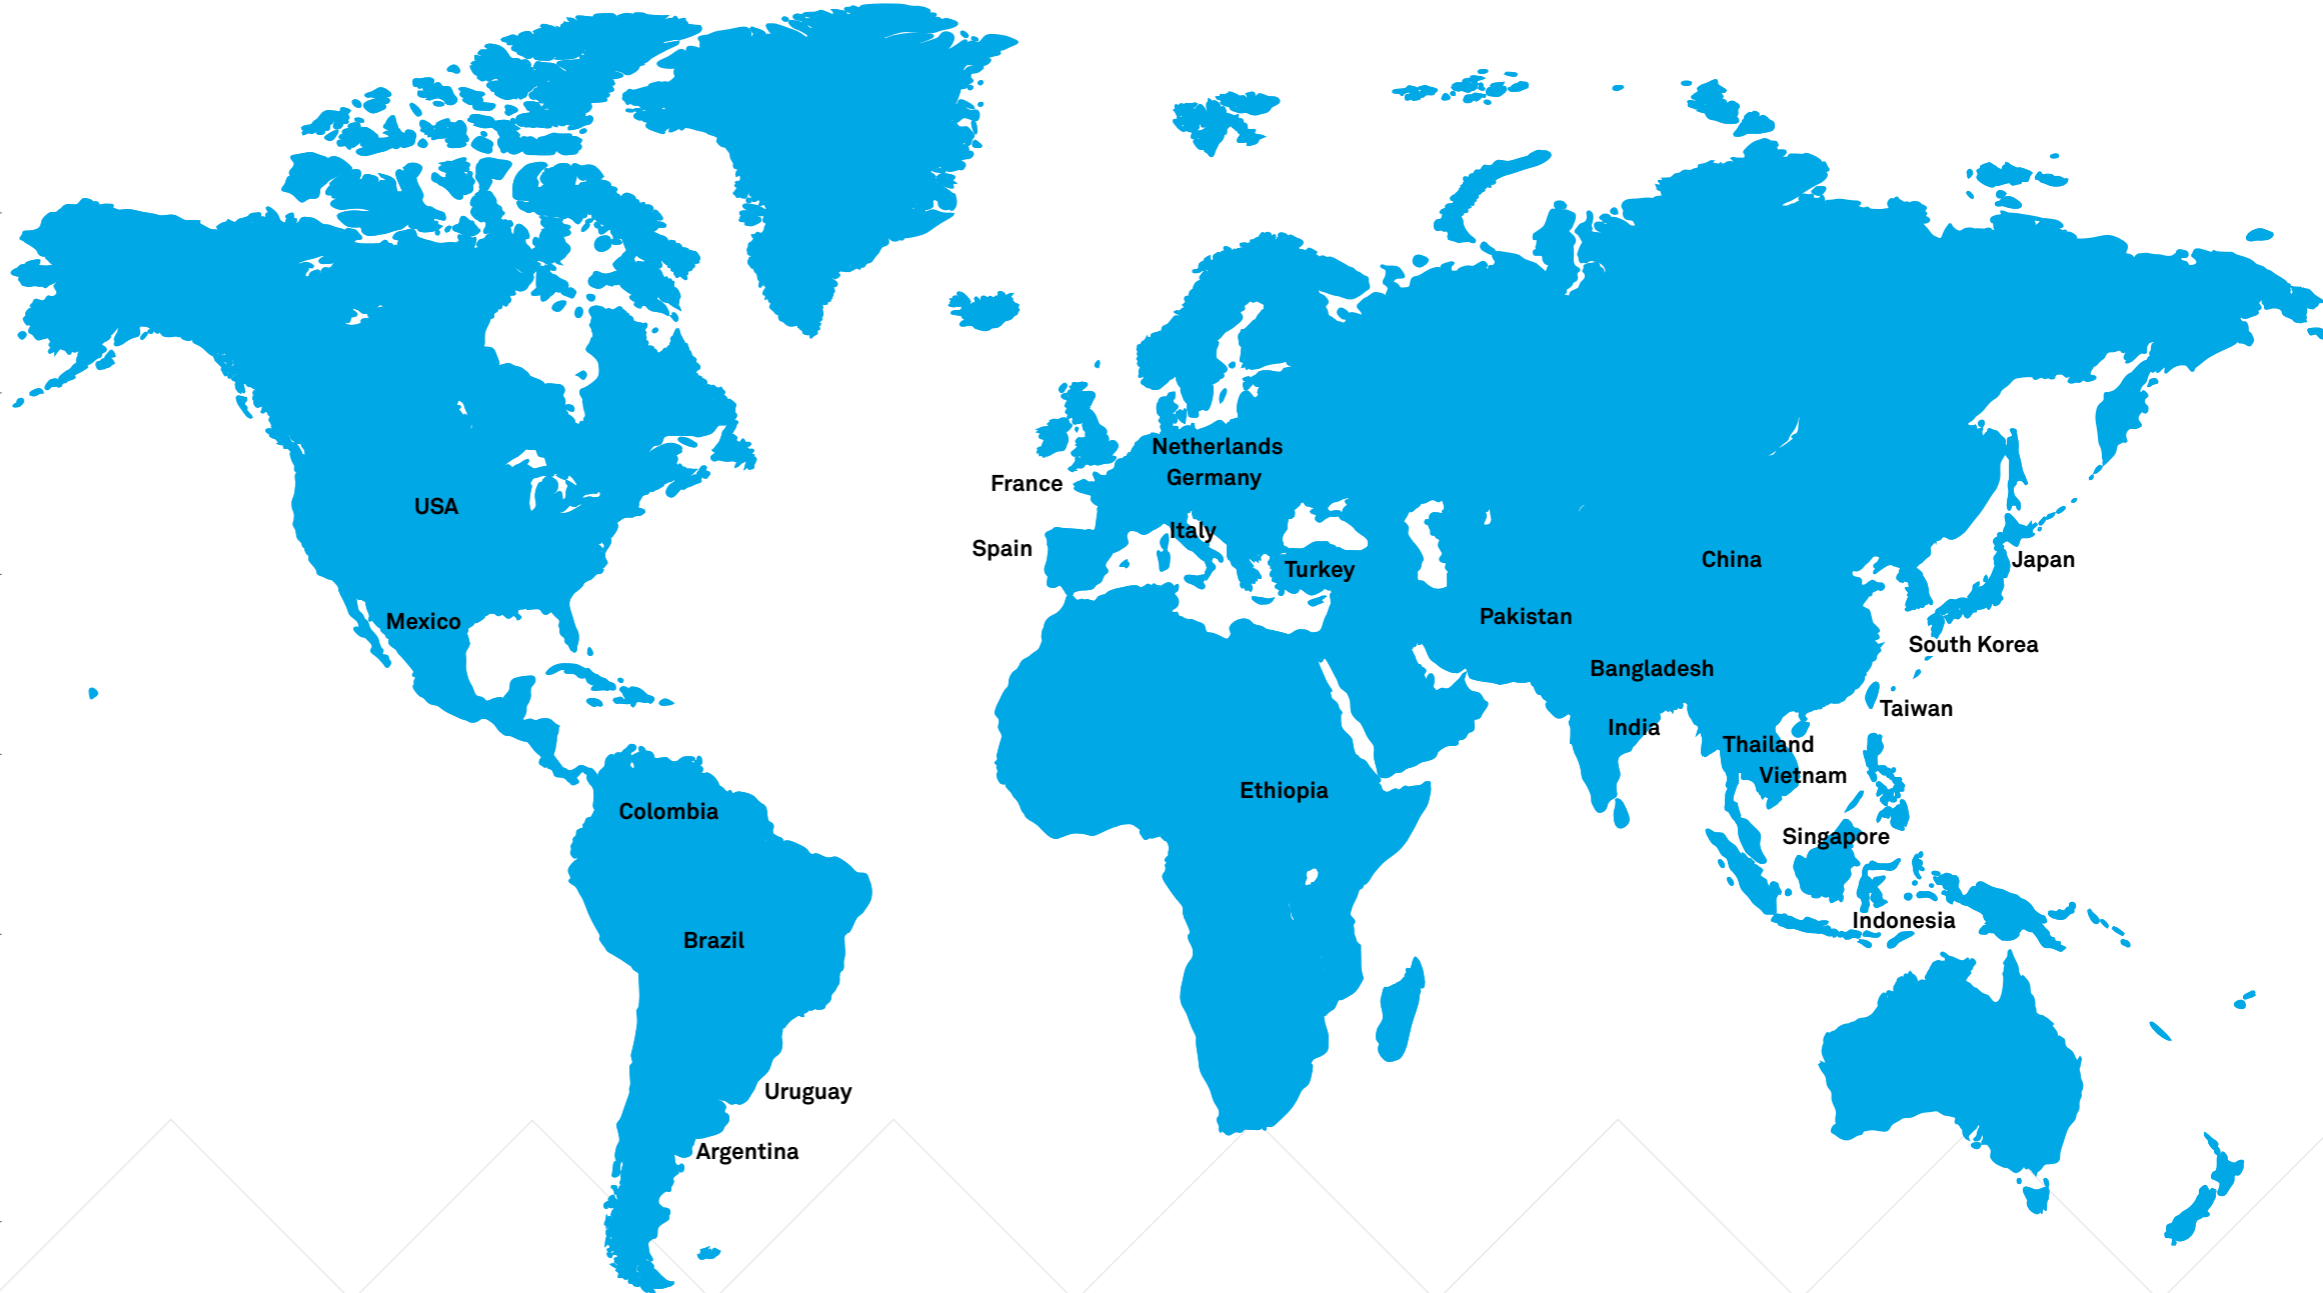 Netherlands
Germany
France
USA
Italy
Spain
Turkey
China
Japan
Pakistan
Mexico
South Korea
Bangladesh
Taiwan
India
Thailand
Vietnam
Ethiopia
Colombia
Singapore
Indonesia
Brazil
Uruguay
Argentina